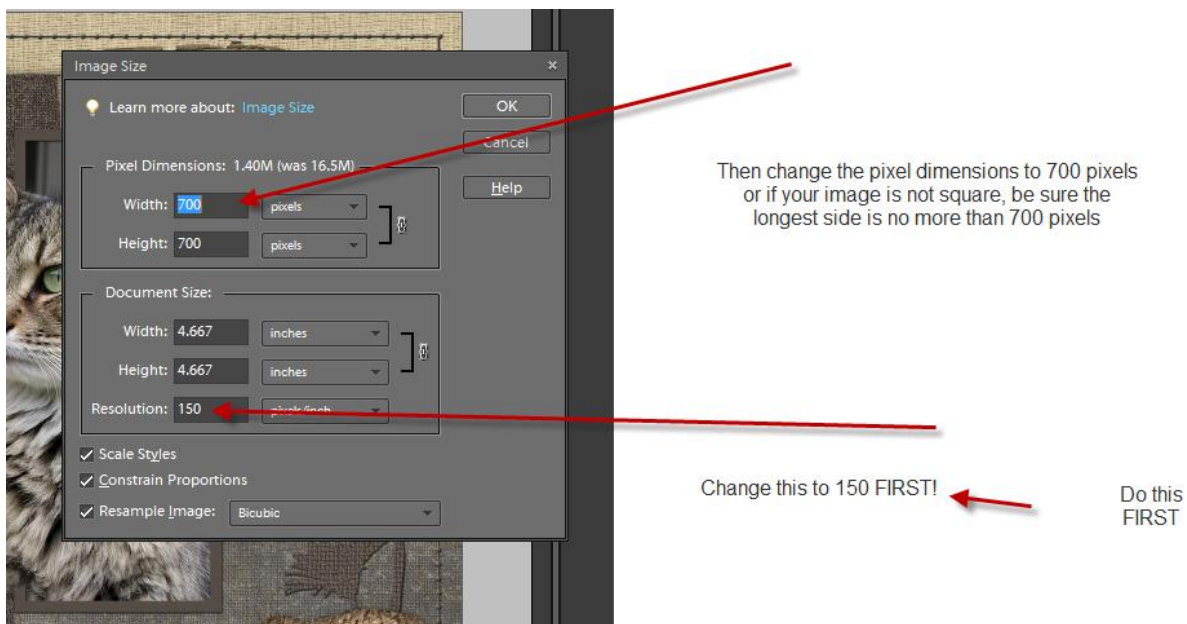 Image Size
Learn more about: Image Size
OK
Cancel
Help
Pixel Dimensions: 1.40M (was 16.5M)
Width: 700 pixels
Height: 700 pixels
Document Size:
Width: 4.667 inches
Height: 4.667 inches
Resolution: 150 pixels/inch
Scale Styles
Constrain Proportions
Resample Image: Bicubic
Then change the pixel dimensions to 700 pixels
or if your image is not square, be sure the
longest side is no more than 700 pixels
Change this to 150 FIRST!
Do this
FIRST